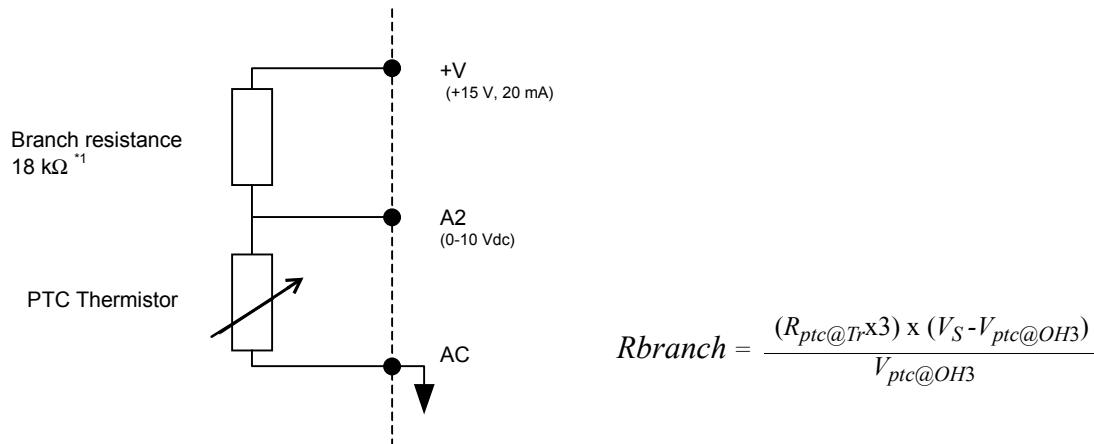 +V
(+15 V, 20 mA)
Branch resistance
18 kΩ *1
A2
(0-10 Vdc)
PTC Thermistor
AC
Rbranch = (Rptc@Trx3) x (VS-Vptc@OH3)
Vptc@OH3